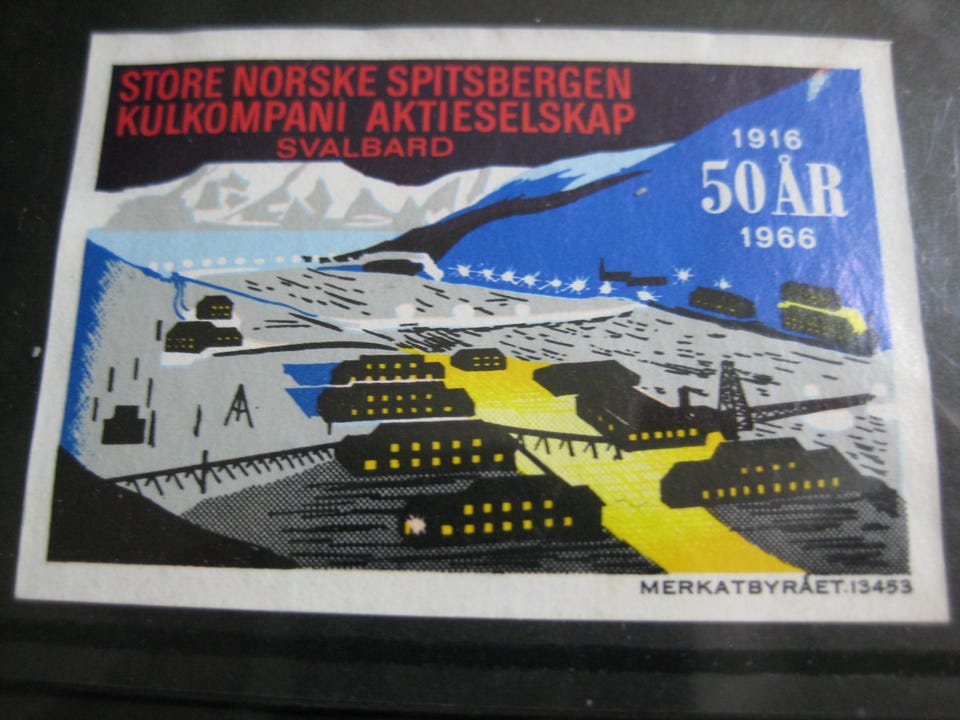 STORE NORSKE SPITSBERGEN
KULKOMPANI AKTIESELSKAP
SVALBARD
1916
50 ÅR
1966
MERKATBYRÅET.13453